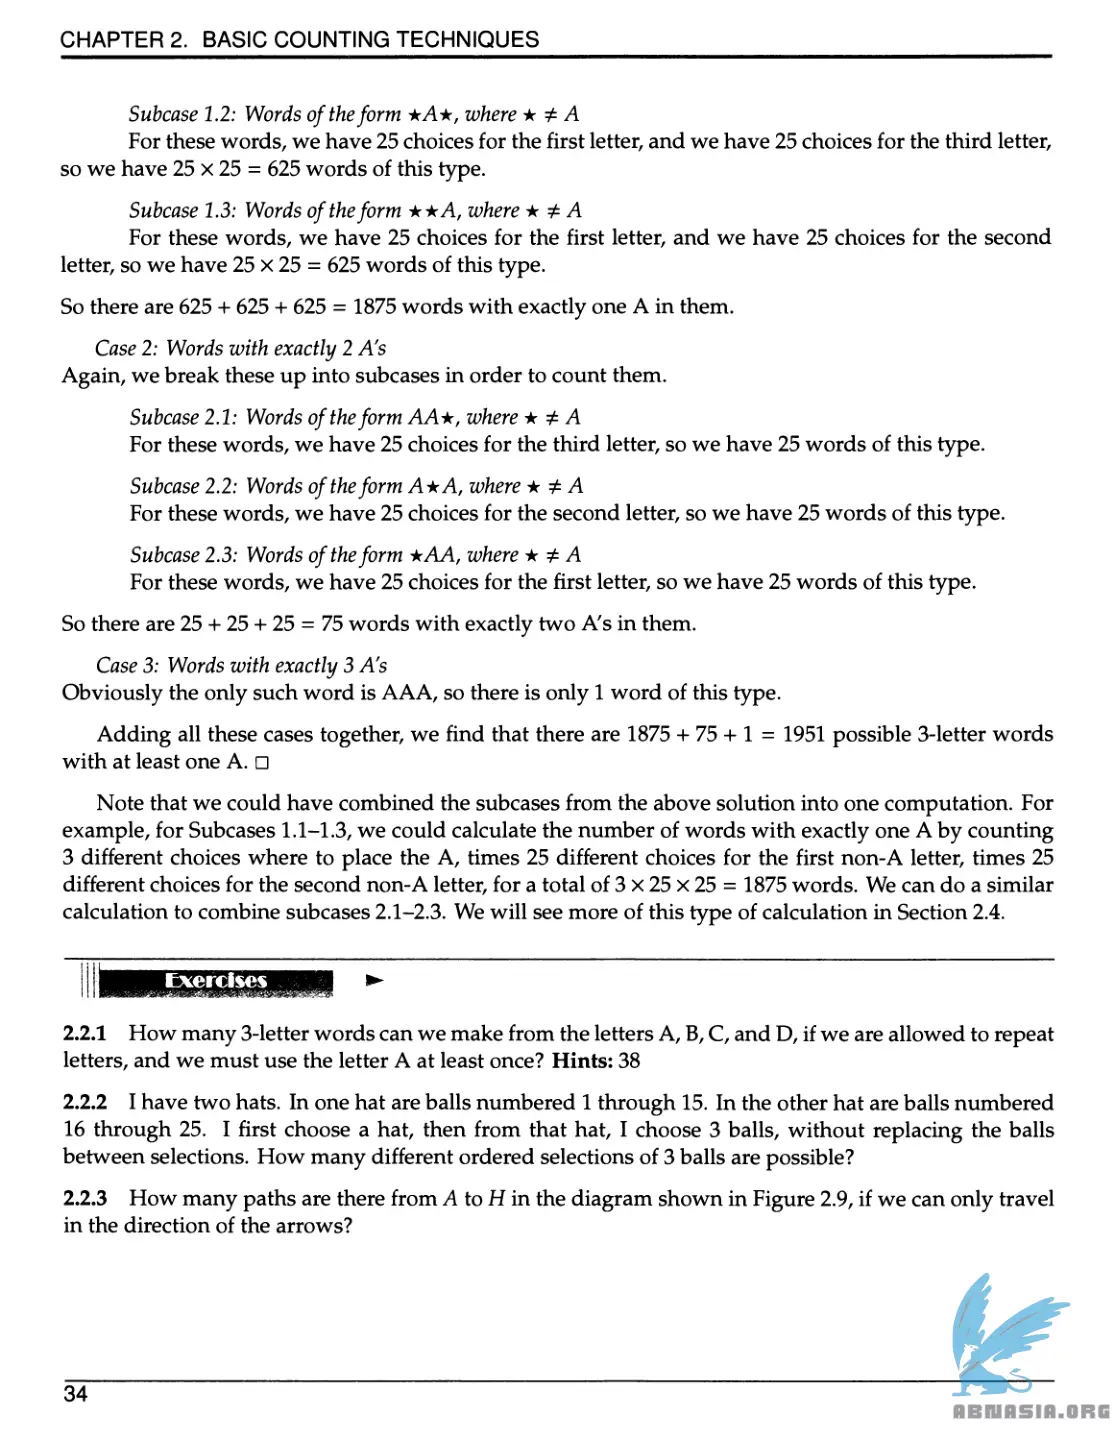 CHAPTER 2. BASIC COUNTING TECHNIQUES
Subcase 1.2: Words of the form ★A★, where ★ ≠ A
For these words, we have 25 choices for the first letter, and we have 25 choices for the third letter,
so we have 25 × 25 = 625 words of this type.
Subcase 1.3: Words of the form ★★A, where ★ ≠ A
For these words, we have 25 choices for the first letter, and we have 25 choices for the second
letter, so we have 25 × 25 = 625 words of this type.
So there are 625 + 625 + 625 = 1875 words with exactly one A in them.
Case 2: Words with exactly 2 A's
Again, we break these up into subcases in order to count them.
Subcase 2.1: Words of the form AA★, where ★ ≠ A
For these words, we have 25 choices for the third letter, so we have 25 words of this type.
Subcase 2.2: Words of the form A★A, where ★ ≠ A
For these words, we have 25 choices for the second letter, so we have 25 words of this type.
Subcase 2.3: Words of the form ★AA, where ★ ≠ A
For these words, we have 25 choices for the first letter, so we have 25 words of this type.
So there are 25 + 25 + 25 = 75 words with exactly two A's in them.
Case 3: Words with exactly 3 A's
Obviously the only such word is AAA, so there is only 1 word of this type.
Adding all these cases together, we find that there are 1875 + 75 + 1 = 1951 possible 3-letter words
with at least one A. □
Note that we could have combined the subcases from the above solution into one computation. For
example, for Subcases 1.1–1.3, we could calculate the number of words with exactly one A by counting
3 different choices where to place the A, times 25 different choices for the first non-A letter, times 25
different choices for the second non-A letter, for a total of 3 × 25 × 25 = 1875 words. We can do a similar
calculation to combine subcases 2.1–2.3. We will see more of this type of calculation in Section 2.4.
Exercises ►
2.2.1 How many 3-letter words can we make from the letters A, B, C, and D, if we are allowed to repeat
letters, and we must use the letter A at least once? Hints: 38
2.2.2 I have two hats. In one hat are balls numbered 1 through 15. In the other hat are balls numbered
16 through 25. I first choose a hat, then from that hat, I choose 3 balls, without replacing the balls
between selections. How many different ordered selections of 3 balls are possible?
2.2.3 How many paths are there from A to H in the diagram shown in Figure 2.9, if we can only travel
in the direction of the arrows?
34
ABNASIA.ORG